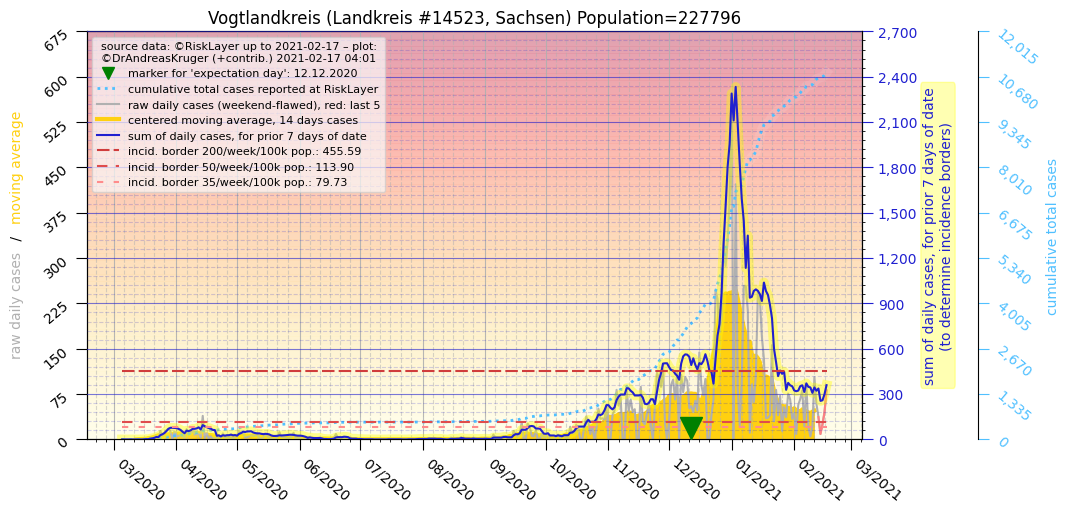 Vogtlandkreis (Landkreis #14523, Sachsen) Population=227796
source data: ©RiskLayer up to 2021-02-17 – plot:
©DrAndreasKruger (+contrib.) 2021-02-17 04:01
marker for 'expectation day': 12.12.2020
cumulative total cases reported at RiskLayer
raw daily cases (weekend-flawed), red: last 5
centered moving average, 14 days cases
sum of daily cases, for prior 7 days of date
incid. border 200/week/100k pop.: 455.59
incid. border 50/week/100k pop.: 113.90
incid. border 35/week/100k pop.: 79.73
raw daily cases / moving average
675
600
525
450
375
300
225
150
75
0
2,700
2,400
2,100
1,800
1,500
1,200
900
600
300
0
sum of daily cases, for prior 7 days of date
(to determine incidence borders)
12,015
10,680
9,345
8,010
6,675
5,340
4,005
2,670
1,335
0
cumulative total cases
03/2020
04/2020
05/2020
06/2020
07/2020
08/2020
09/2020
10/2020
11/2020
12/2020
01/2021
02/2021
03/2021